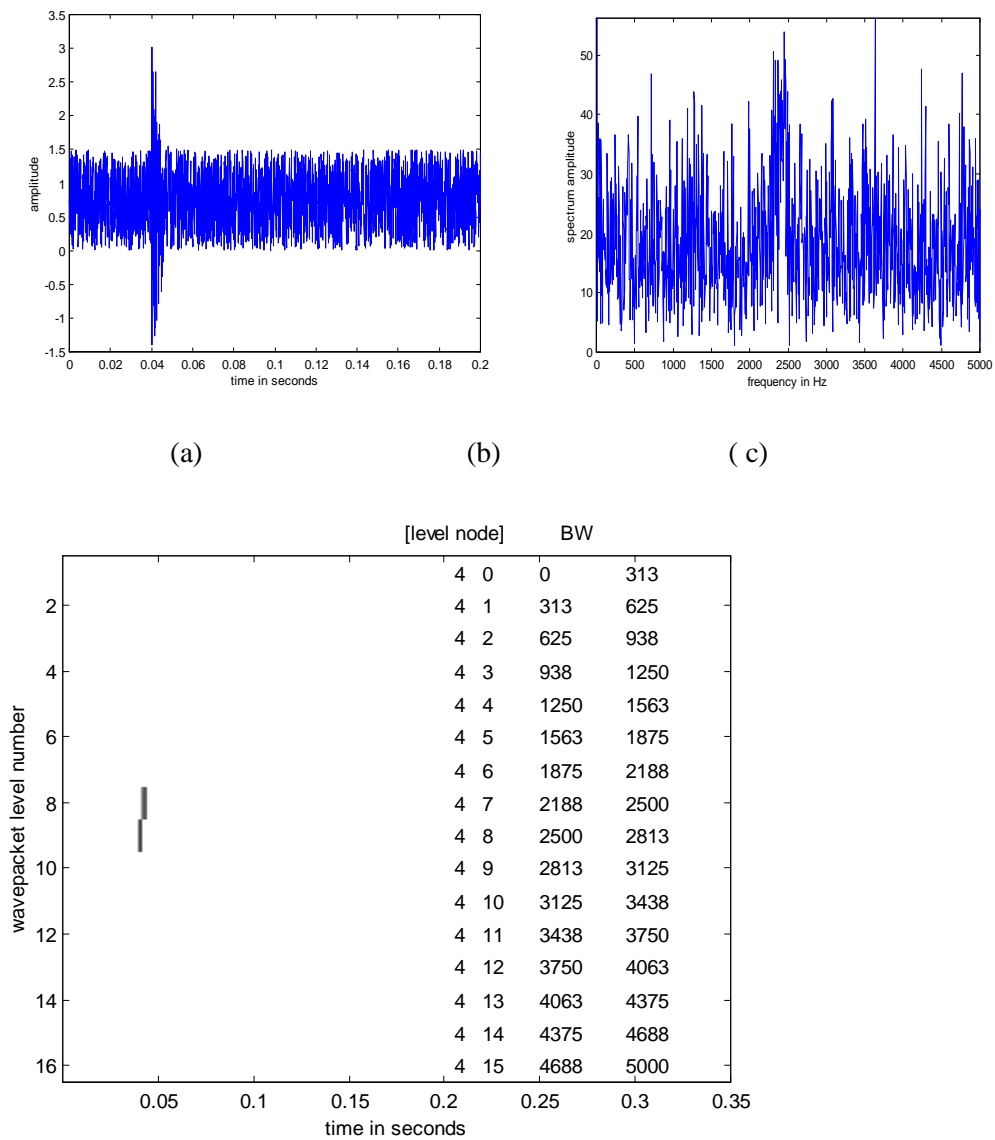 3.5
3
2.5
2
1.5
1
0.5
0
-0.5
-1
-1.5
amplitude
0 0.02 0.04 0.06 0.08 0.1 0.12 0.14 0.16 0.18 0.2
time in seconds
50
40
30
20
10
0
spectrum amplitude
0 500 1000 1500 2000 2500 3000 3500 4000 4500 5000
frequency in Hz
(a) (b) ( c)
[level node] BW
4 0 0 313
2 4 1 313 625
4 2 625 938
4 4 3 938 1250
4 4 1250 1563
6 4 5 1563 1875
4 6 1875 2188
8 4 7 2188 2500
4 8 2500 2813
10 4 9 2813 3125
4 10 3125 3438
12 4 11 3438 3750
4 12 3750 4063
14 4 13 4063 4375
4 14 4375 4688
16 4 15 4688 5000
wavepacket level number
0.05 0.1 0.15 0.2 0.25 0.3 0.35
time in seconds